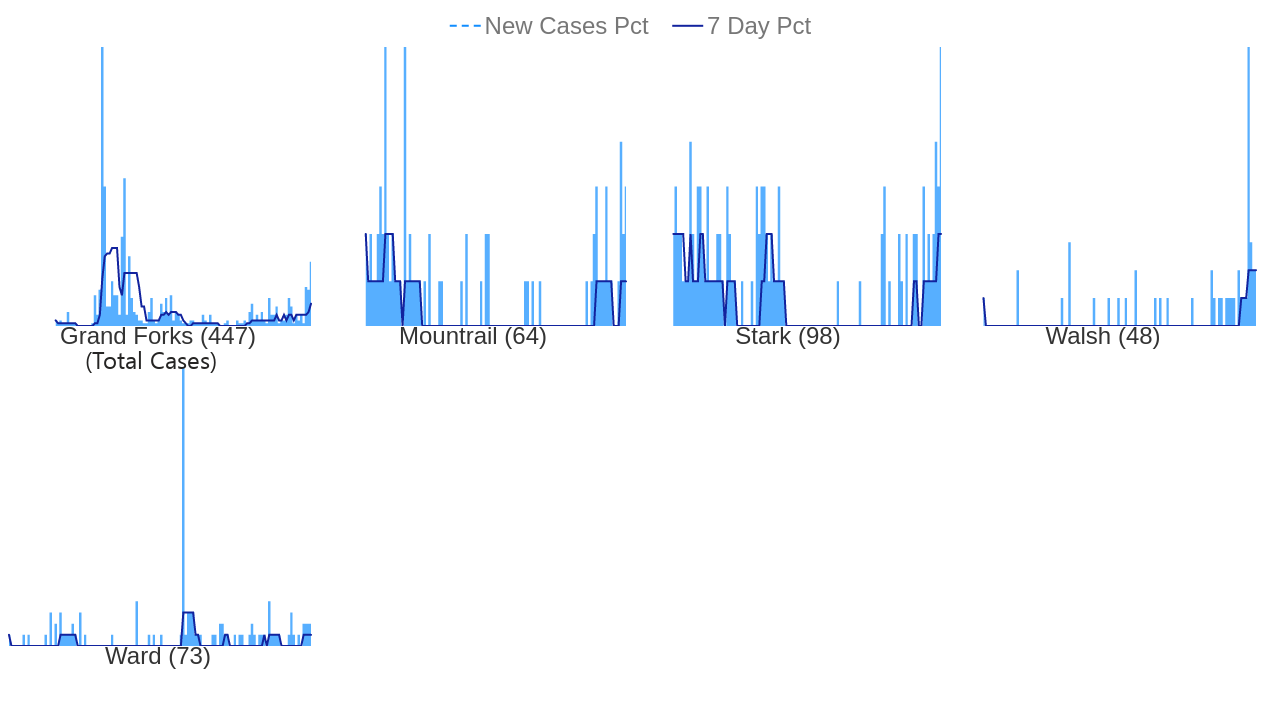 New Cases Pct 7 Day Pct
Grand Forks (447) Mountrail (64) Stark (98) Walsh (48)
(Total Cases)
Ward (73)